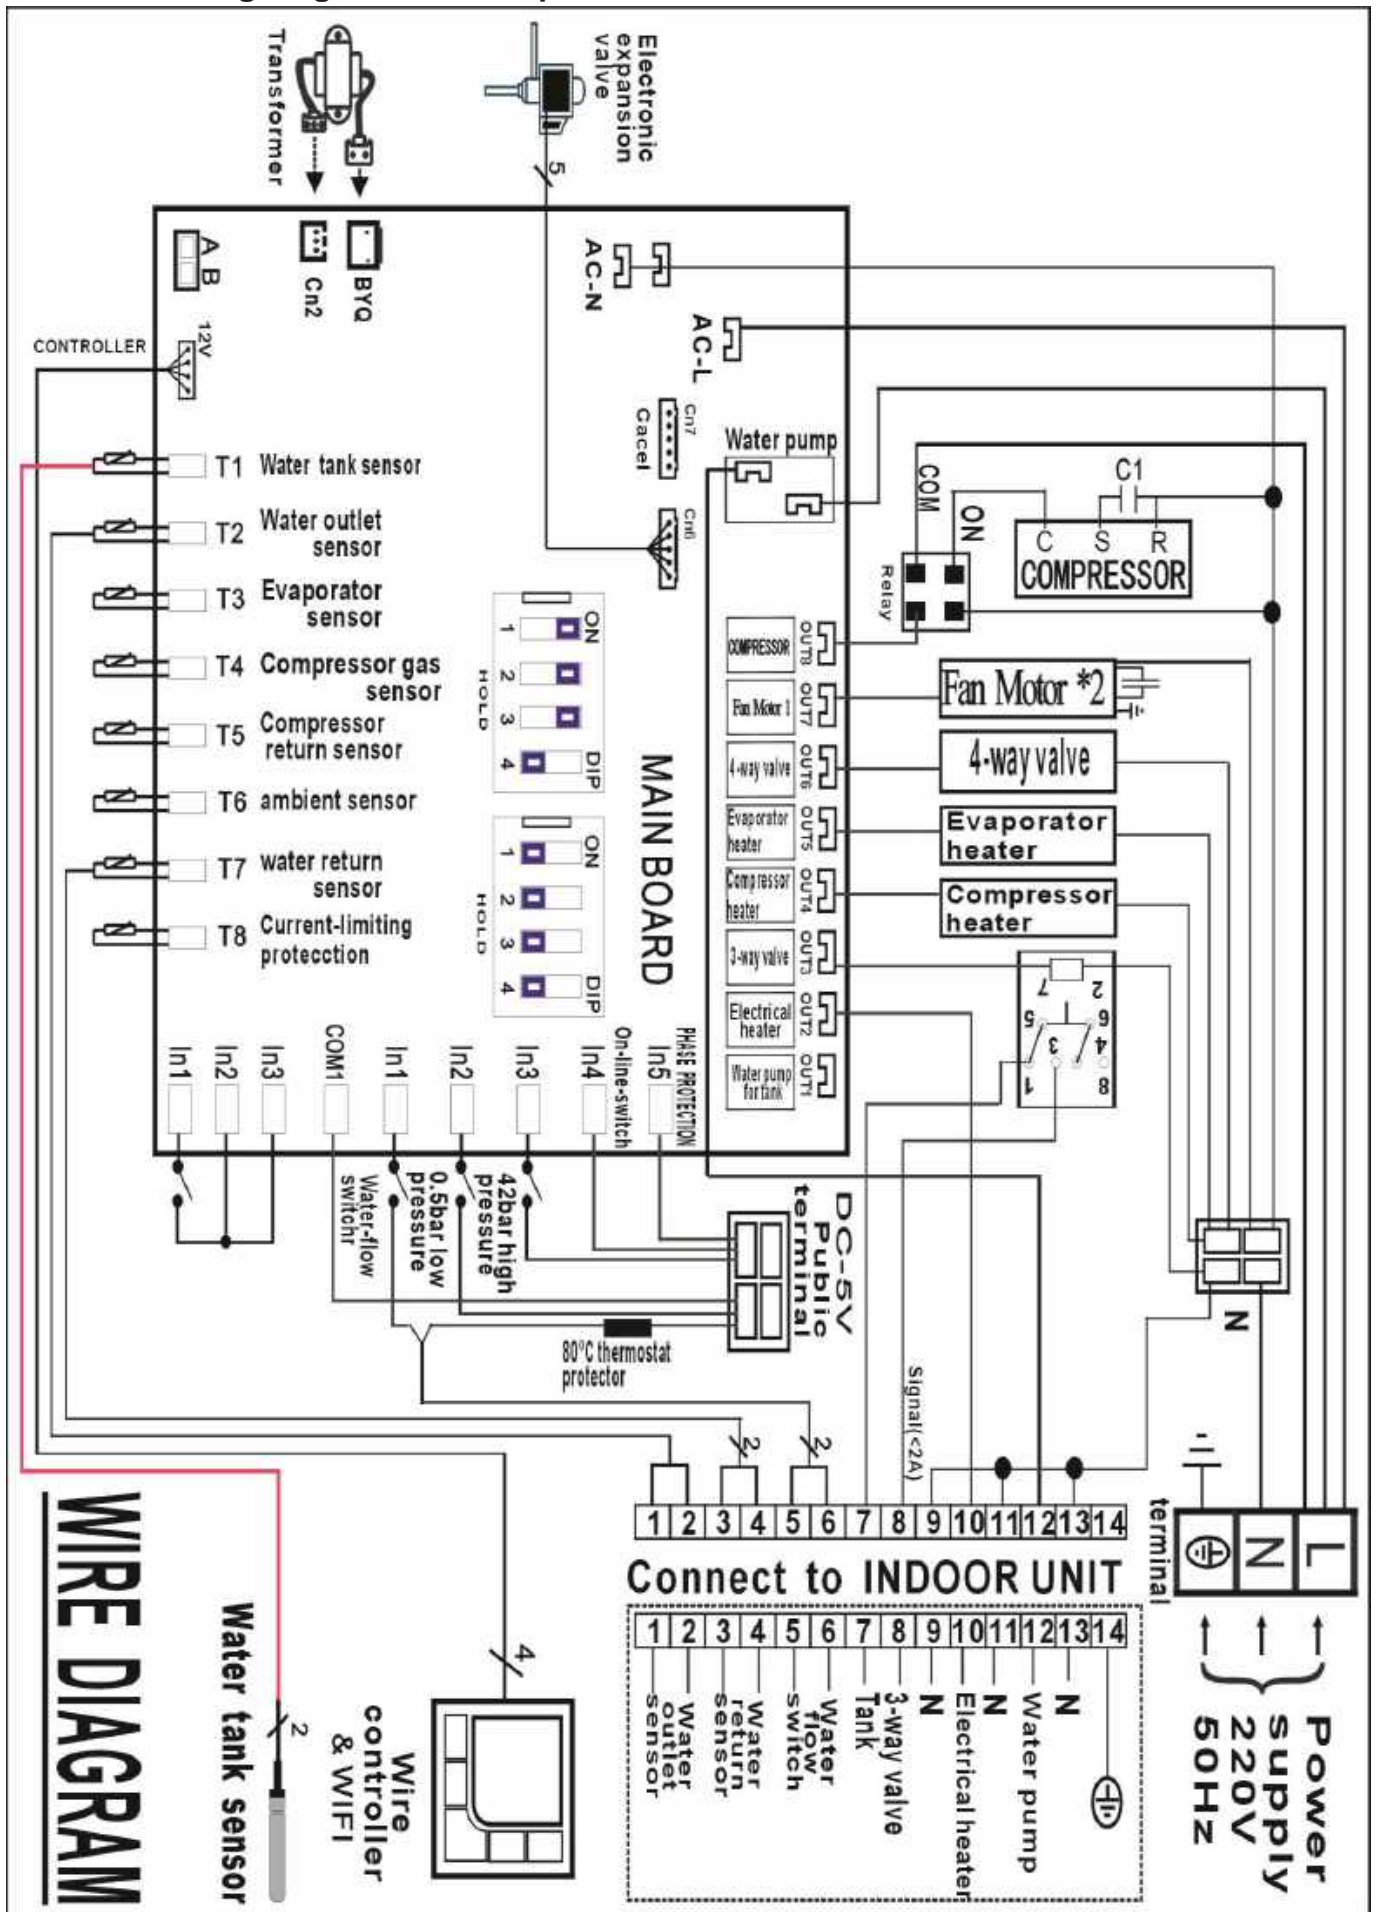 Transformer
Electronic
expansion
valve
5
A
B
Cn2
BYQ
AC-N
AC-L
12V
CONTROLLER
Cn7
Cacel
Cn6
Water pump
COM
ON
Relay
C1
C S R
COMPRESSOR
T1 Water tank sensor
T2 Water outlet
sensor
T3 Evaporator
sensor
T4 Compressor gas
sensor
T5 Compressor
return sensor
T6 ambient sensor
T7 water return
sensor
T8 Current-limiting
protecction
ON
1
2
3
4
HOLD
DIP
ON
1
2
3
4
HOLD
DIP
MAIN BOARD
COMPRESSOR
OUT8
Fan Motor 1
OUT7
4-way valve
OUT6
Evaporator
heater
OUT5
Compressor
heater
OUT4
3-way valve
OUT3
Electrical
heater
OUT2
Water pump
for tank
OUT1
Fan Motor *2
4-way valve
Evaporator
heater
Compressor
heater
7 2
5 6
3 4
1 8
In1
In2
In3
COM1
In1
In2
In3
In4
On-line-switch
In5
PHASE PROTECTION
Water-flow
switchr
0.5bar low
pressure
42bar high
pressure
DC-5V
Public
terminal
80°C thermostat
protector
N
Signal(<2A)
2
2
1 2 3 4 5 6 7 8 9 10 11 12 13 14
Connect to INDOOR UNIT
1 2 3 4 5 6 7 8 9 10 11 12 13 14
Water
outlet
sensor
Water
return
sensor
Water
flow
switch
Tank
3-way valve
N
Electrical heater
N
Water pump
N
terminal
N
L
Power
supply
220V
50Hz
4
Wire
controller
& WIFI
2
Water tank sensor
WIRE DIAGRAM